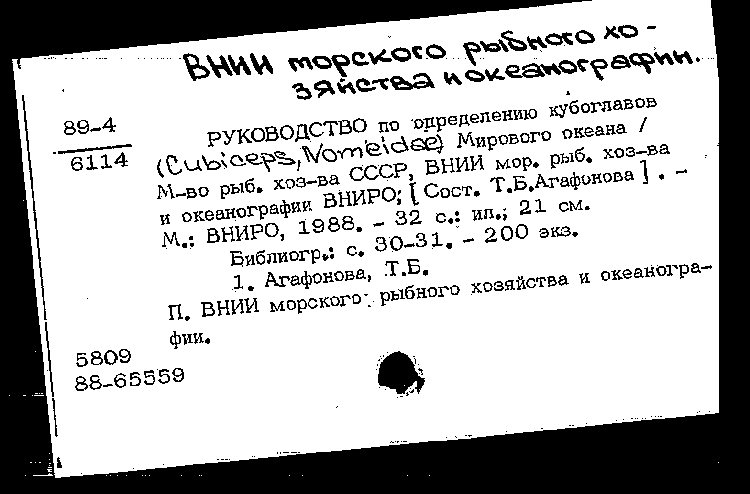 ВНИИ морского рыбного хо-
зяйства и океанографии.
89-4
6114
РУКОВОДСТВО по определению кубоглавов
(Cubiceps, Nomeidae) Мирового океана /
М-во рыб. хоз-ва СССР, ВНИИ мор. рыб. хоз-ва
и океанографии ВНИРО; [Сост. Т.Б.Агафонова]. -
М.: ВНИРО, 1988. - 32 с.: ил.; 21 см.
Библиогр.: с. 30-31. - 200 экз.
1. Агафонова, Т.Б.
П. ВНИИ морского рыбного хозяйства и океаногра-
фии.
5809
88-65559